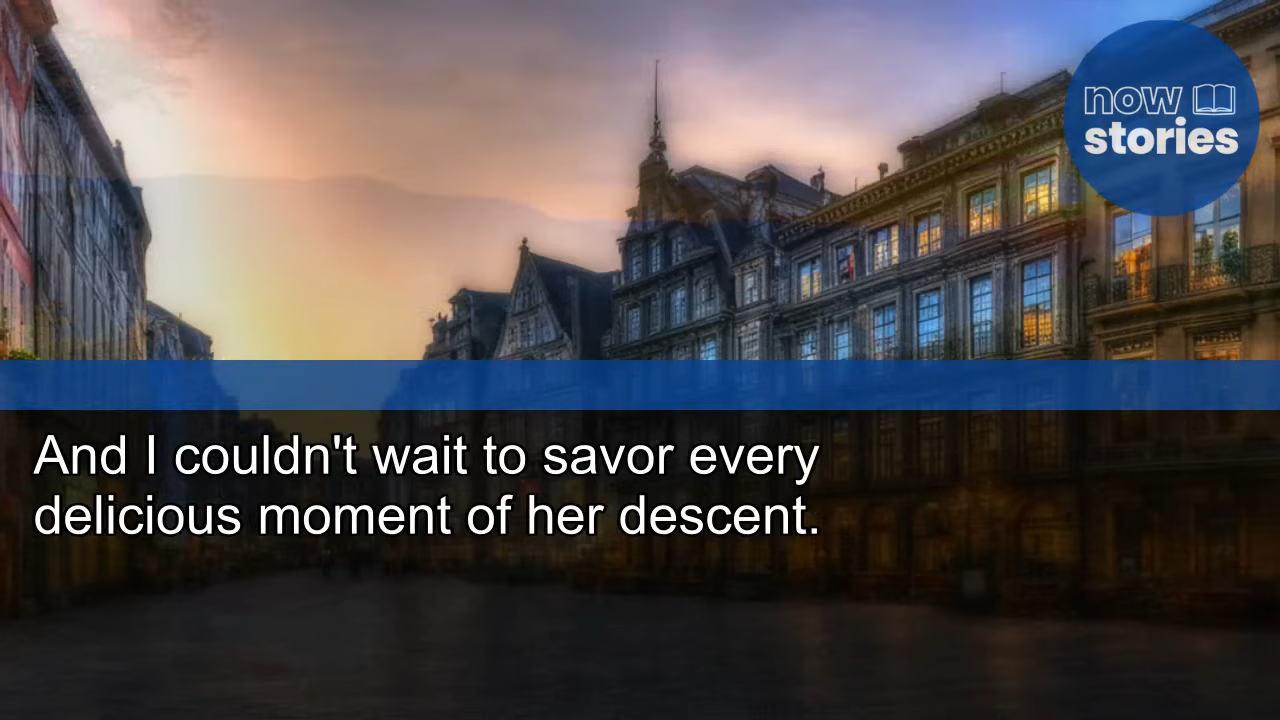 now
stories
And I couldn't wait to savor every
delicious moment of her descent.